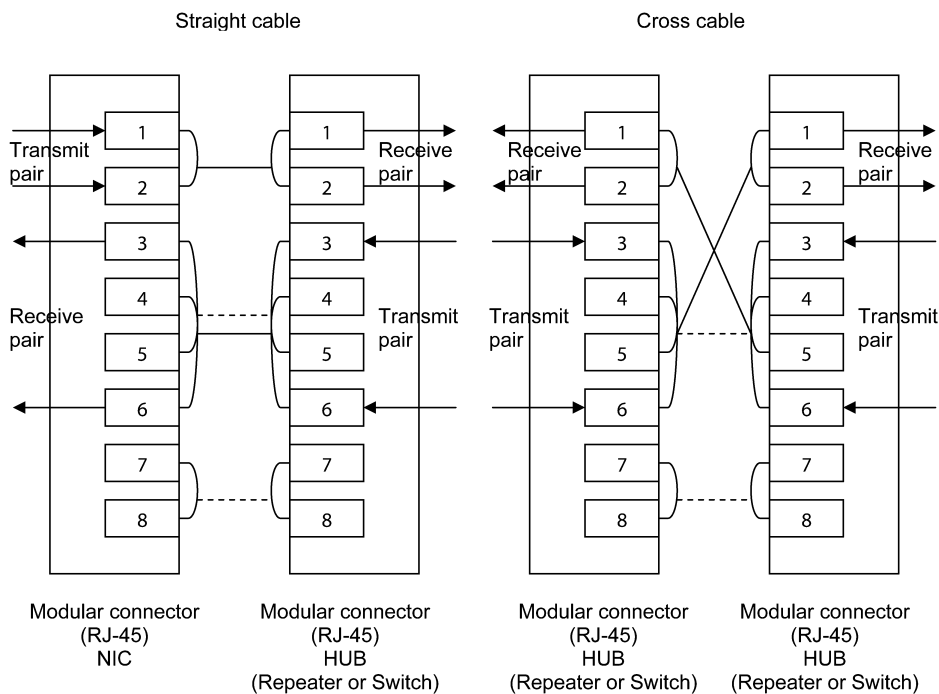 Straight cable
Cross cable
1
2
3
4
5
6
7
8
Transmit
pair
Receive
pair
1
2
3
4
5
6
7
8
Receive
pair
Transmit
pair
1
2
3
4
5
6
7
8
Receive
pair
Transmit
pair
1
2
3
4
5
6
7
8
Receive
pair
Transmit
pair
Modular connector
(RJ-45)
NIC
Modular connector
(RJ-45)
HUB
(Repeater or Switch)
Modular connector
(RJ-45)
HUB
(Repeater or Switch)
Modular connector
(RJ-45)
HUB
(Repeater or Switch)